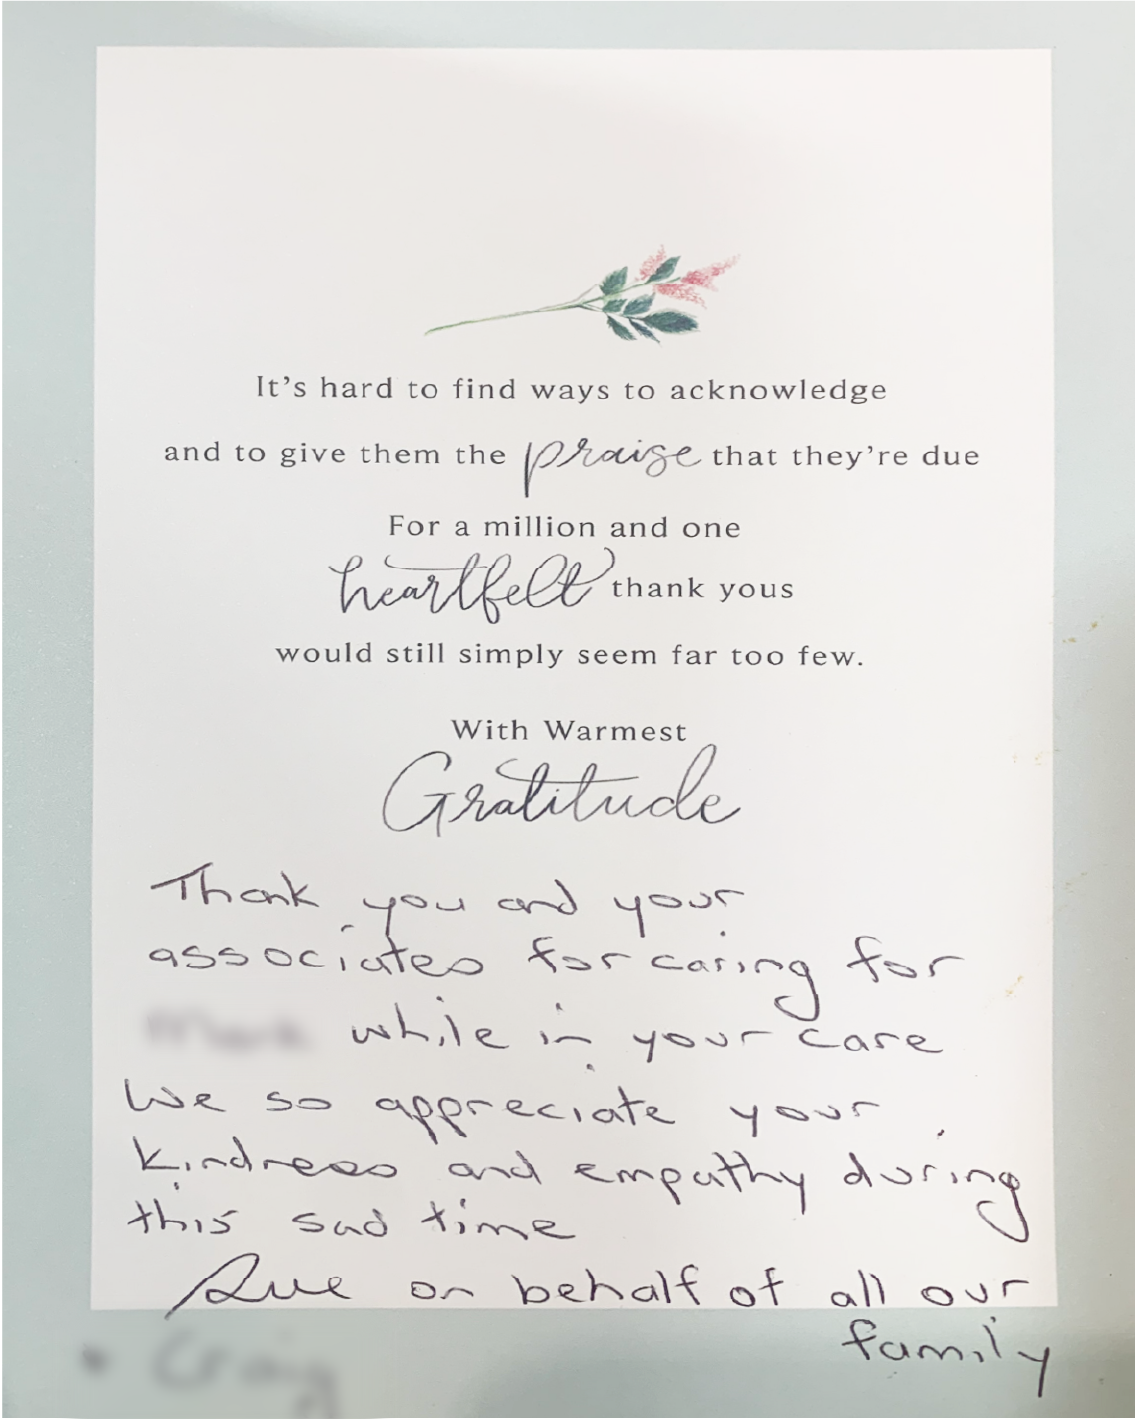 It's hard to find ways to acknowledge
and to give them the praise that they're due
For a million and one
heartfelt thank yous
would still simply seem far too few.
With Warmest
Gratitude
Thank you and your
associates for caring for
while in your care
We so appreciate your
kindness and empathy during
this sad time
Sue on behalf of all our
family